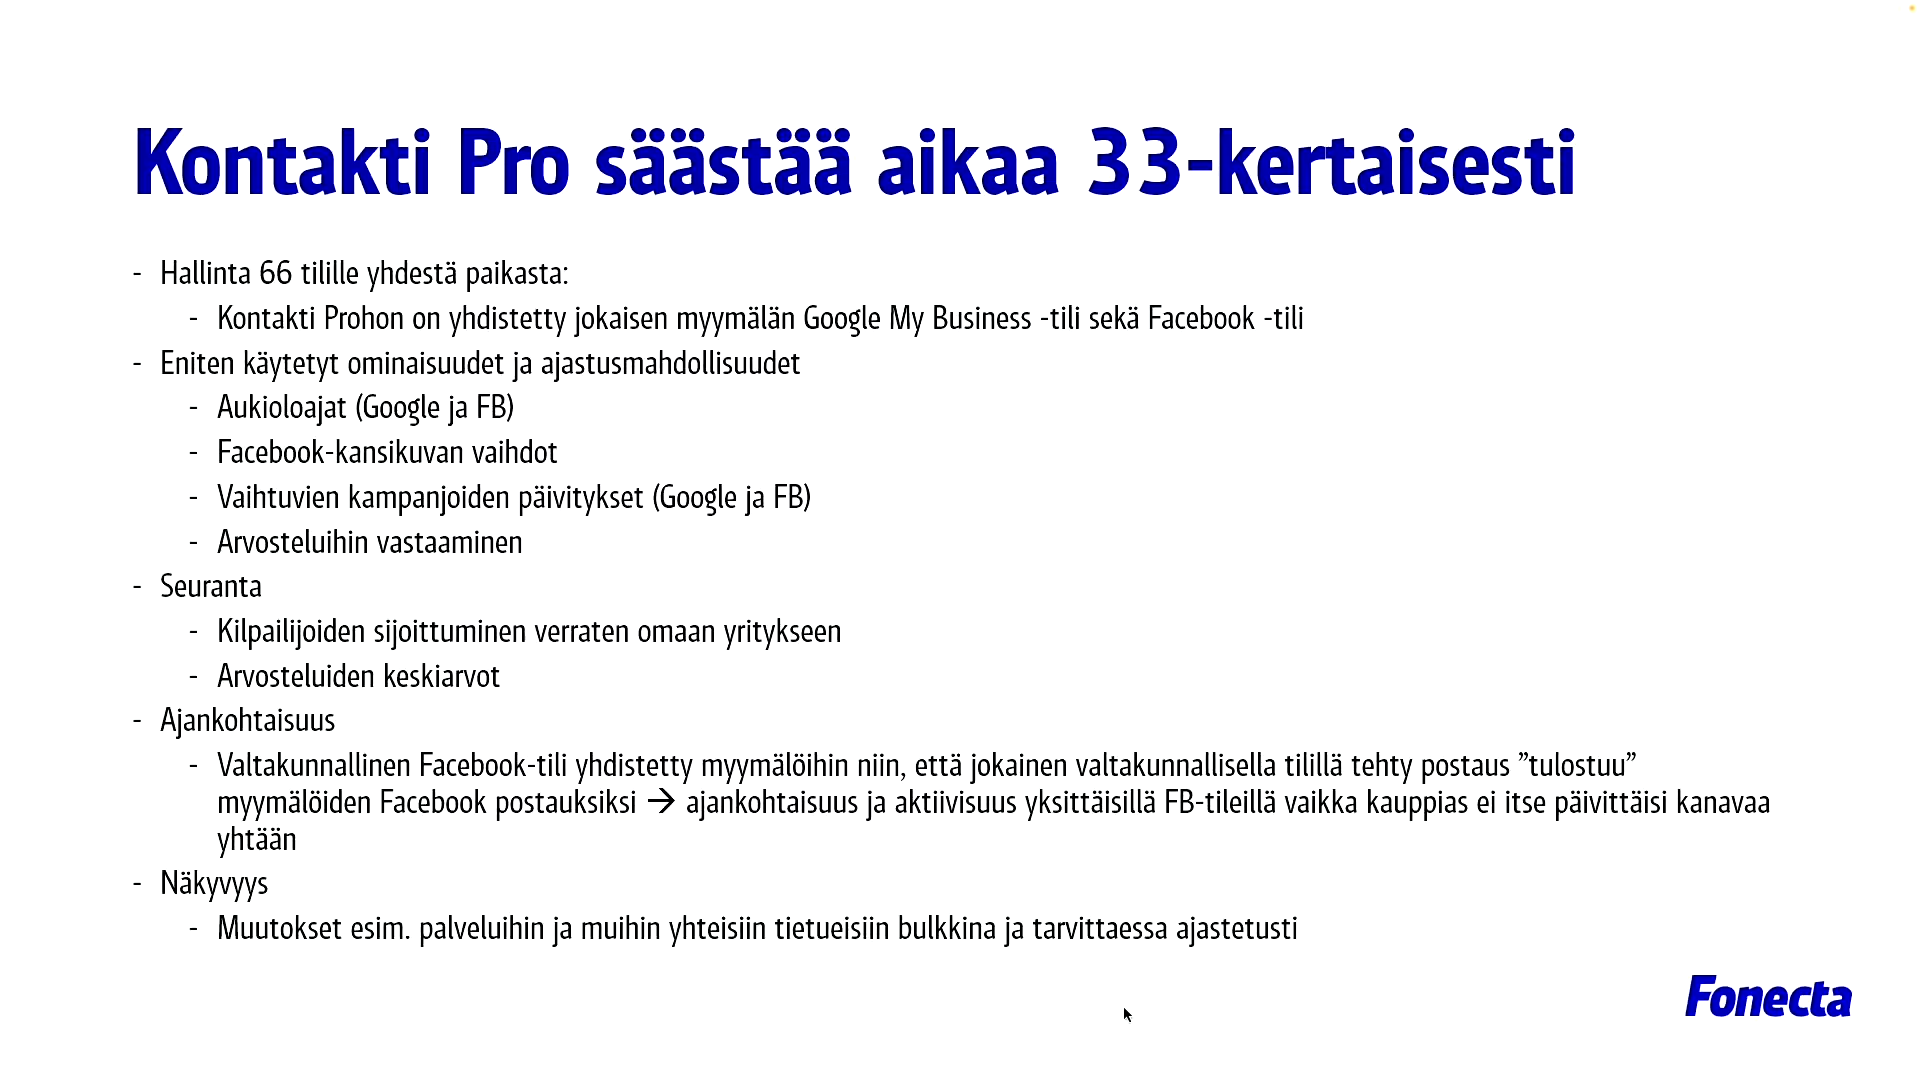 Kontakti Pro säästää aikaa 33-kertaisesti
- Hallinta 66 tilille yhdestä paikasta:
- Kontakti Prohon on yhdistetty jokaisen myymälän Google My Business -tili sekä Facebook -tili
- Eniten käytetyt ominaisuudet ja ajastusmahdollisuudet
- Aukioloajat (Google ja FB)
- Facebook-kansikuvan vaihdot
- Vaihtuvien kampanjoiden päivitykset (Google ja FB)
- Arvosteluihin vastaaminen
- Seuranta
- Kilpailijoiden sijoittuminen verraten omaan yritykseen
- Arvosteluiden keskiarvot
- Ajankohtaisuus
- Valtakunnallinen Facebook-tili yhdistetty myymälöihin niin, että jokainen valtakunnallisella tilillä tehty postaus ”tulostuu”
myymälöiden Facebook postauksiksi → ajankohtaisuus ja aktiivisuus yksittäisillä FB-tileillä vaikka kauppias ei itse päivittäisi kanavaa
yhtään
- Näkyvyys
- Muutokset esim. palveluihin ja muihin yhteisiin tietueisiin bulkkina ja tarvittaessa ajastetusti
Fonecta